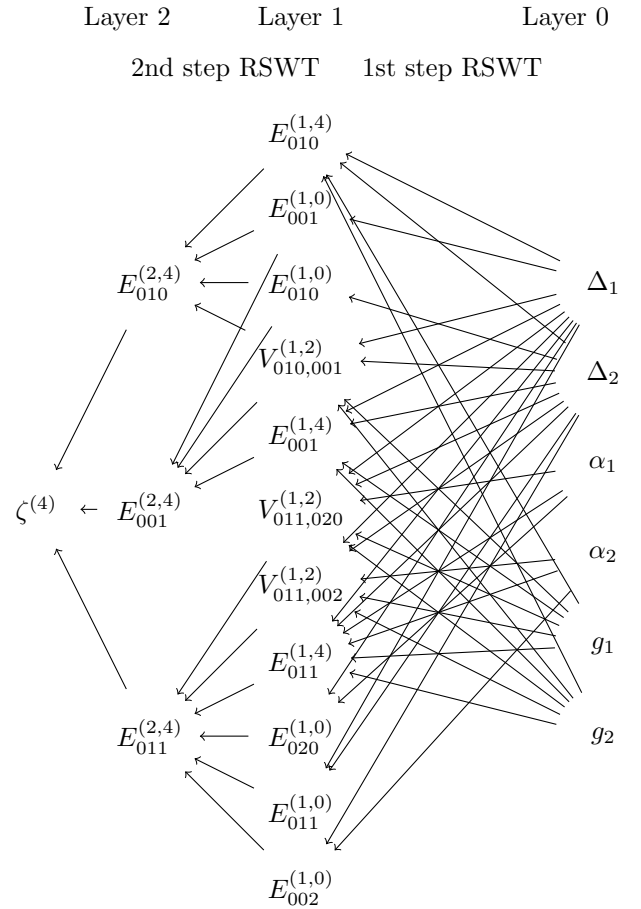 Layer 2 Layer 1 Layer 0
2nd step RSWT 1st step RSWT
E_{010}^{(1,4)}
E_{001}^{(1,0)}
E_{010}^{(2,4)} E_{010}^{(1,0)} Δ_1
V_{010,001}^{(1,2)}
Δ_2
E_{001}^{(1,4)}
α_1
ζ^{(4)} E_{001}^{(2,4)} V_{011,020}^{(1,2)}
α_2
V_{011,002}^{(1,2)}
g_1
E_{011}^{(1,4)}
E_{011}^{(2,4)} E_{020}^{(1,0)} g_2
E_{011}^{(1,0)}
E_{002}^{(1,0)}